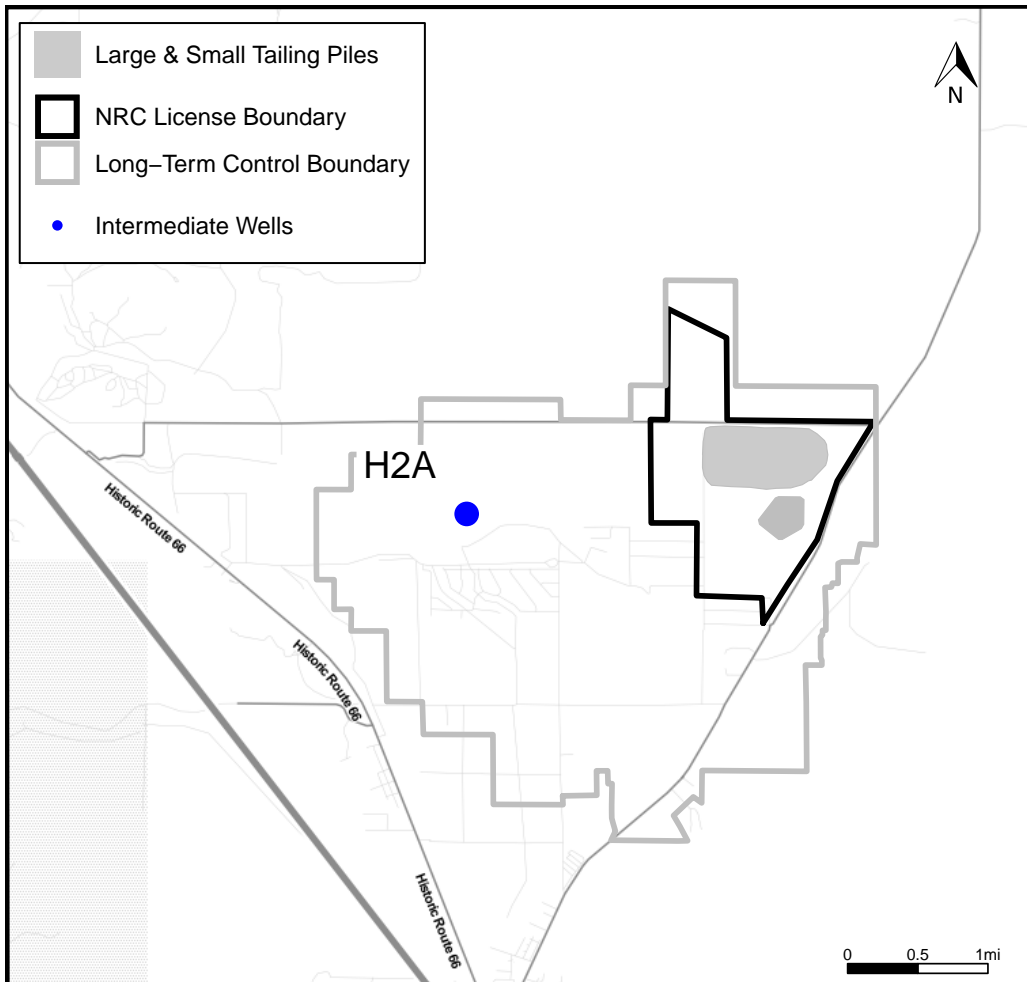 Large & Small Tailing Piles
NRC License Boundary
Long−Term Control Boundary
Intermediate Wells
N
H2A
Historic Route 66
Historic Route 66
Historic Route 66
0 0.5 1mi